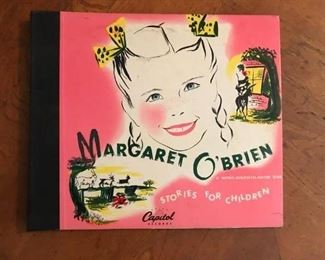 MARGARET O'BRIEN
STORIES FOR CHILDREN
Capitol
RECORDS